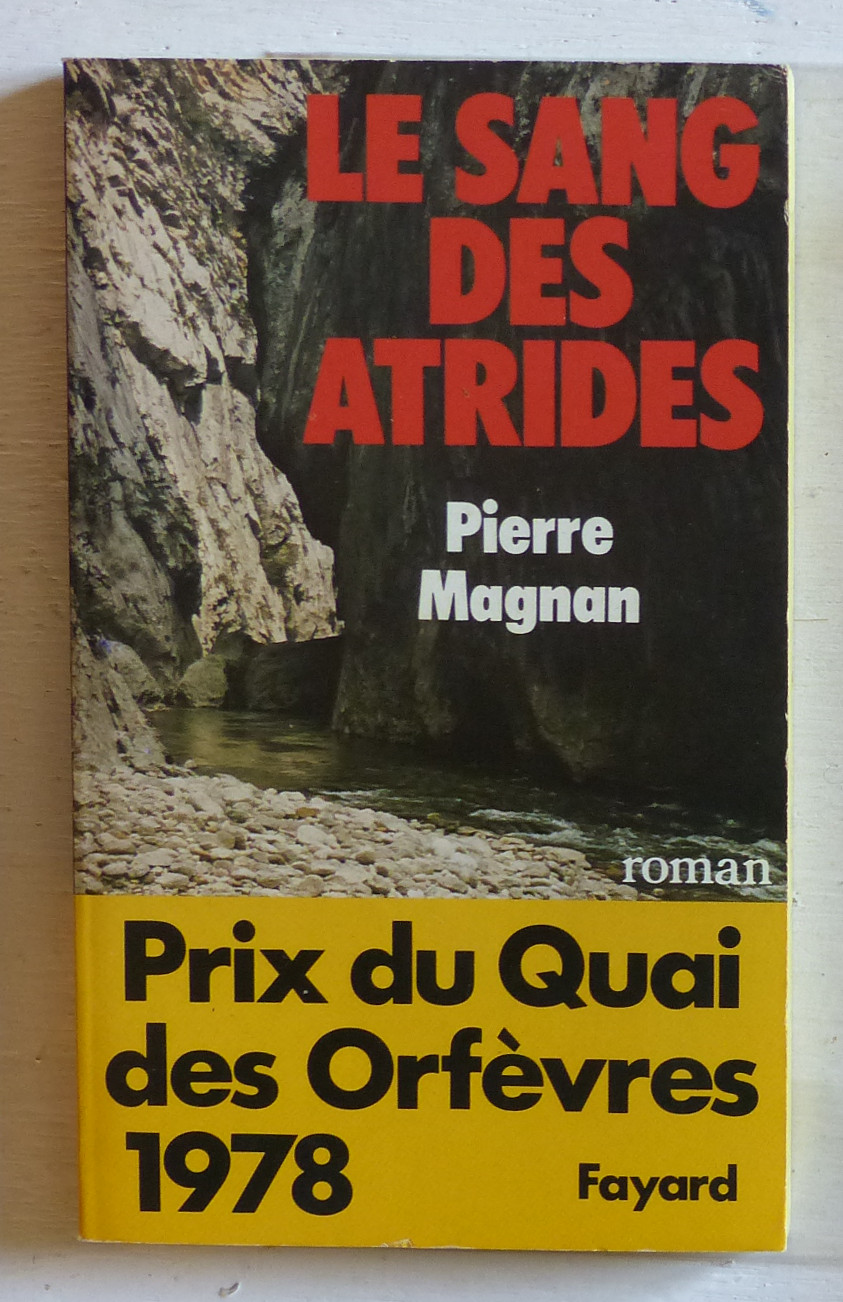 LE SANG
DES
ATRIDES
Pierre
Magnan
roman
Prix du Quai
des Orfèvres
1978
Fayard